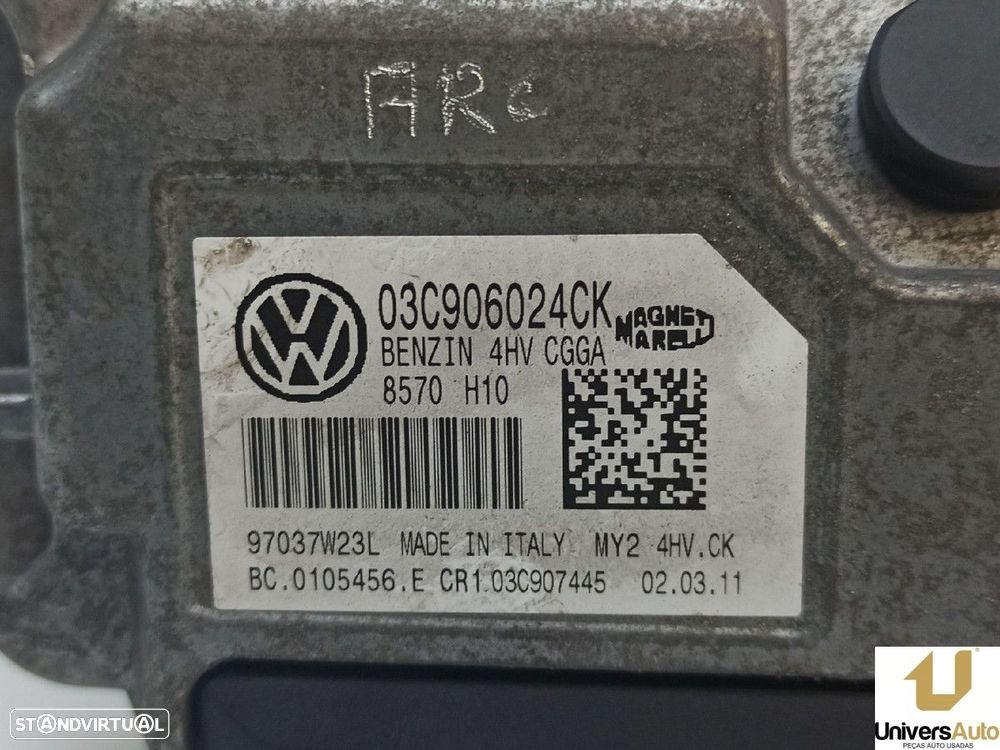 ARC
03C906024CK
MAGNETI
MARELLI
BENZIN 4HV CGGA
8570 H10
97037W23L MADE IN ITALY MY2 4HV.CK
BC.0105456.E CR1.03C907445 02.03.11
STANDVIRTUAL
UniversAuto
PEÇAS AUTO USADAS